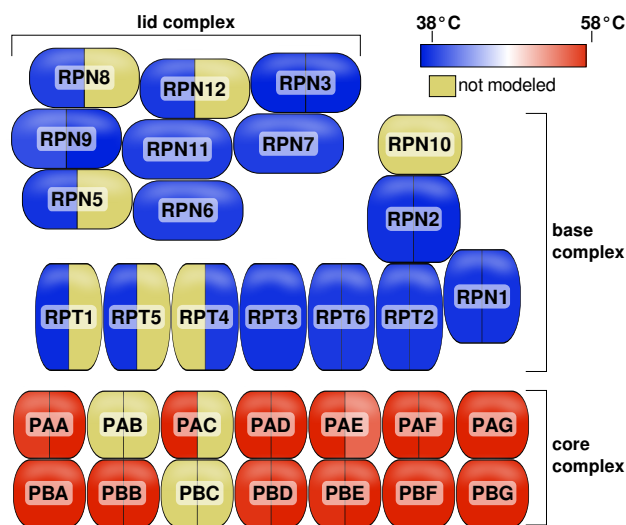 lid complex
38°C
58°C
not modeled
RPN8
RPN12
RPN3
RPN9
RPN11
RPN7
RPN10
RPN5
RPN6
RPN2
base
complex
RPN1
RPT1
RPT5
RPT4
RPT3
RPT6
RPT2
PAA
PAB
PAC
PAD
PAE
PAF
PAG
core
complex
PBA
PBB
PBC
PBD
PBE
PBF
PBG